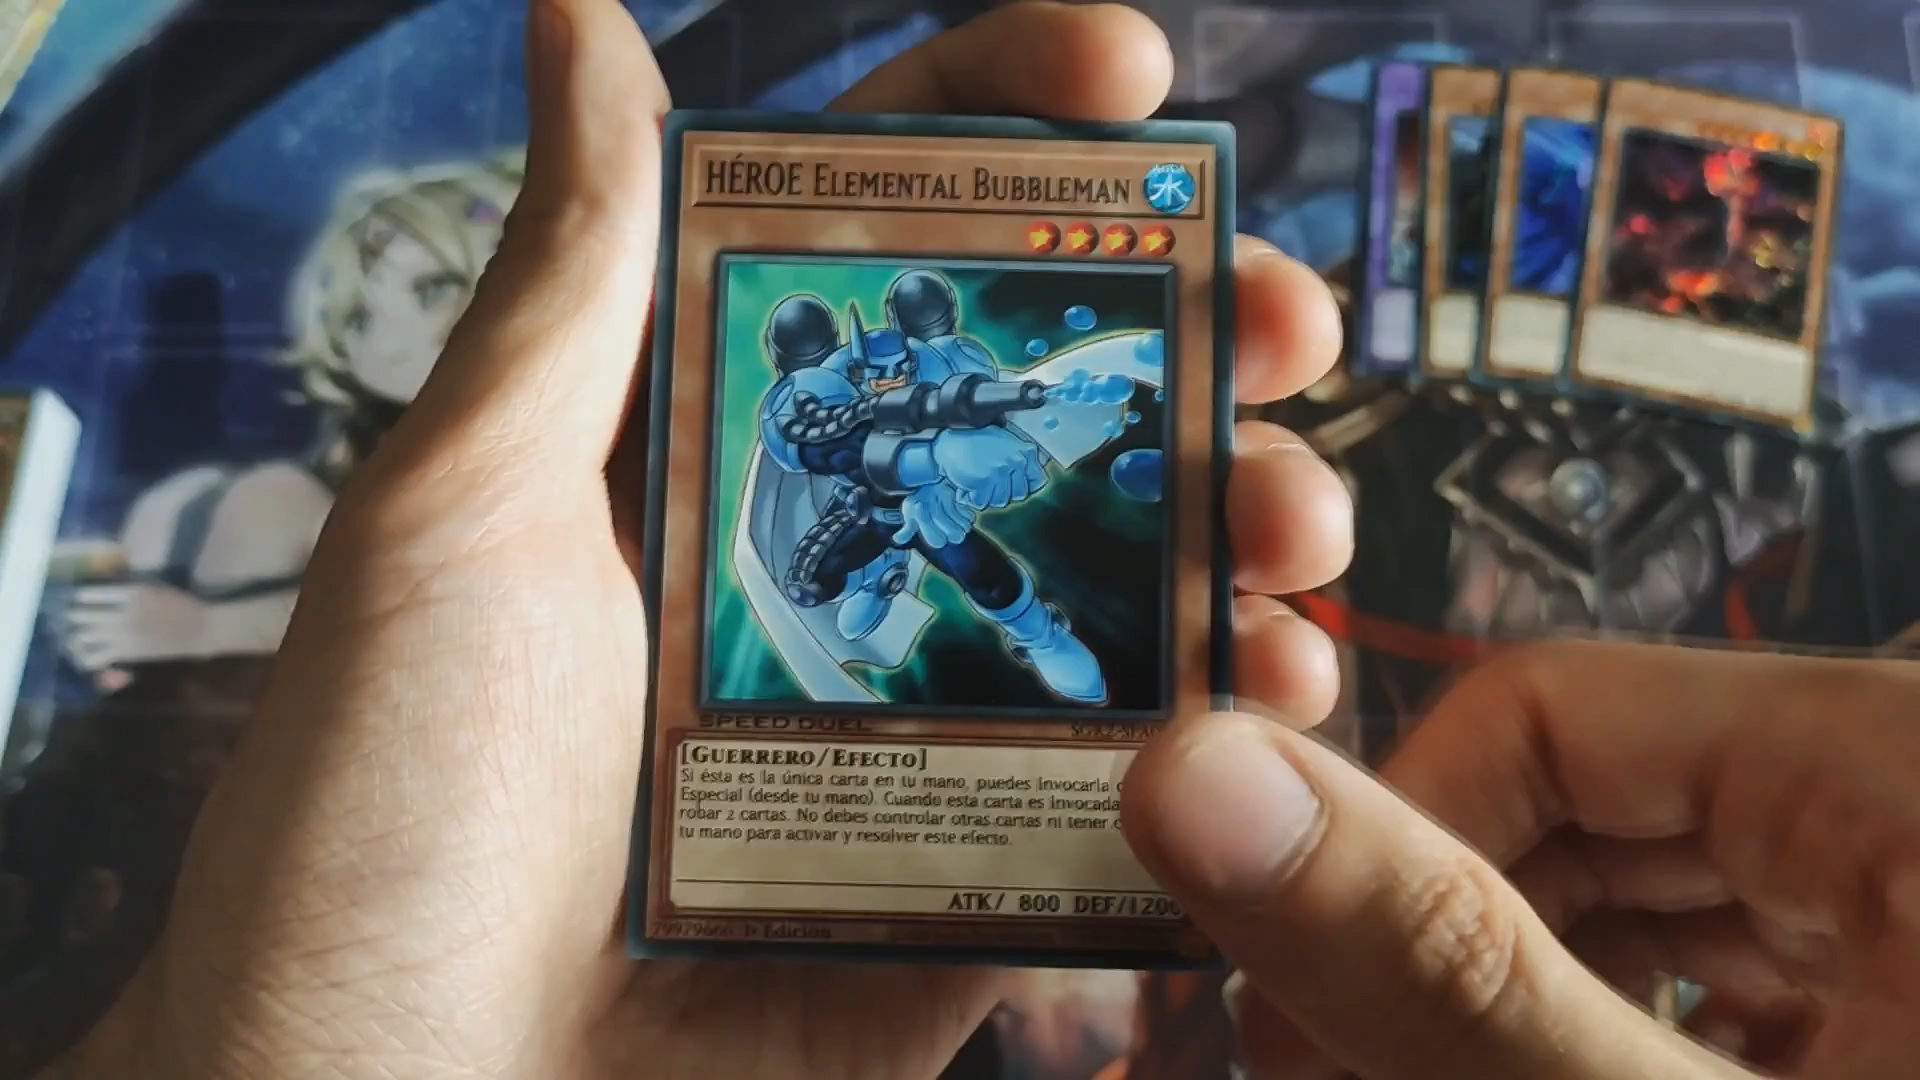 HÉROE ELEMENTAL BUBBLEMAN
水
SPEED DUEL
[GUERRERO/EFECTO]
Si ésta es la única carta en tu mano, puedes Invocarla
Especial (desde tu mano). Cuando esta carta es Invocada
robar 2 cartas. No debes controlar otras cartas ni tener
tu mano para activar y resolver este efecto.
ATK/ 800 DEF/1200
79979666 1ª Edición